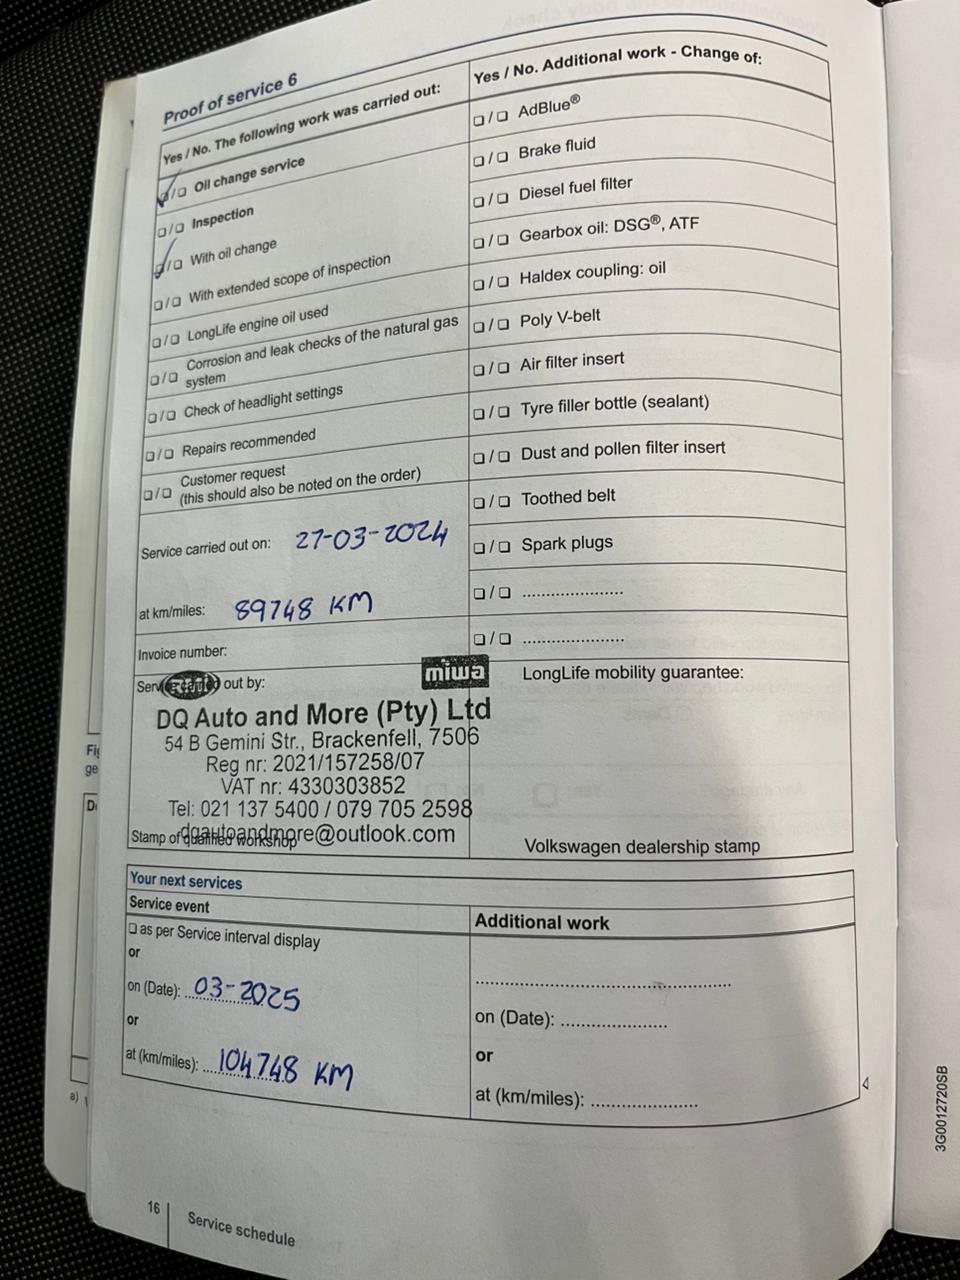 Proof of service 6
Yes / No. The following work was carried out:
❏/❏ Oil change service
❏/❏ Inspection
❏/❏ With oil change
❏/❏ With extended scope of inspection
❏/❏ LongLife engine oil used
❏/❏ Corrosion and leak checks of the natural gas
system
❏/❏ Check of headlight settings
❏/❏ Repairs recommended
❏/❏ Customer request
(this should also be noted on the order)
Service carried out on: 27-03-2024
at km/miles: 89748 KM
Invoice number:
Yes / No. Additional work - Change of:
❏/❏ AdBlue®
❏/❏ Brake fluid
❏/❏ Diesel fuel filter
❏/❏ Gearbox oil: DSG®, ATF
❏/❏ Haldex coupling: oil
❏/❏ Poly V-belt
❏/❏ Air filter insert
❏/❏ Tyre filler bottle (sealant)
❏/❏ Dust and pollen filter insert
❏/❏ Toothed belt
❏/❏ Spark plugs
❏/❏ .......................
❏/❏ .......................
Service carried out by:
miwa
DQ Auto and More (Pty) Ltd
54 B Gemini Str., Brackenfell, 7506
Reg nr: 2021/157258/07
VAT nr: 4330303852
Tel: 021 137 5400 / 079 705 2598
dqautoandmore@outlook.com
Stamp of qualified workshop
LongLife mobility guarantee:
Volkswagen dealership stamp
Your next services
Service event
❏ as per Service interval display
or
on (Date): 03-2025
or
at (km/miles): 104748 KM
Additional work
..........................................................
on (Date): ........................
or
at (km/miles): ........................
16
Service schedule
3G0012720SB
Fig
ge
a)